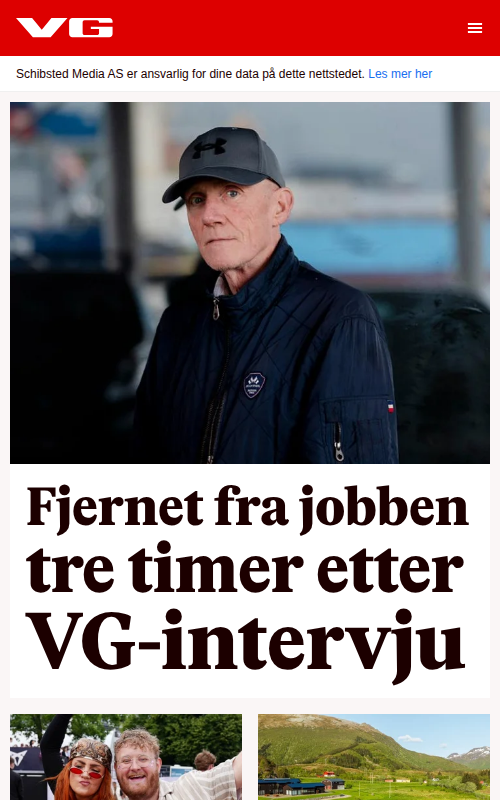 VG
Schibsted Media AS er ansvarlig for dine data på dette nettstedet. Les mer her
Fjernet fra jobben
tre timer etter
VG-intervju